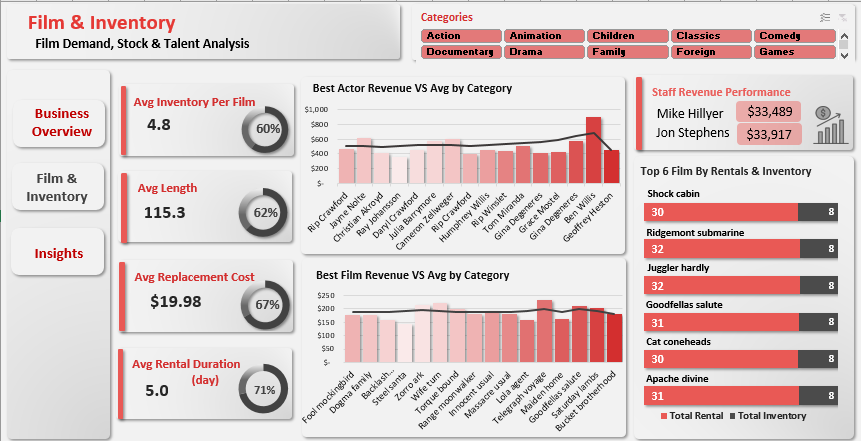 Film & Inventory
Film Demand, Stock & Talent Analysis
Categories
Action
Animation
Children
Classics
Comedy
Documentary
Drama
Family
Foreign
Games
Business
Overview
Film &
Inventory
Insights
Avg Inventory Per Film
4.8
60%
Avg Length
115.3
62%
Avg Replacement Cost
$19.98
67%
Avg Rental Duration
(day)
5.0
71%
Best Actor Revenue VS Avg by Category
$1,000
$800
$600
$400
$200
$-
Rip Crawford
Jayne Nolte
Christian Akroyd
Ray Johansson
Daryl Crawford
Julia Barrymore
Cameron Zellweger
Rip Crawford
Humphrey Willis
Rip Winslet
Tom Miranda
Gina Degeneres
Grace Mostel
Gina Degeneres
Ben Willis
Geoffrey Heston
Best Film Revenue VS Avg by Category
$250
$200
$150
$100
$50
$-
Fool mockingbird
Dogma family
Backlash...
Steel santa
Zorro ark
Wife turn
Torque bound
Range moonwalker
Innocent usual
Massacre usual
Lola agent
Telegraph voyage
Maiden home
Goodfellas salute
Saturday lambs
Bucket brotherhood
Staff Revenue Performance
Mike Hillyer $33,489
Jon Stephens $33,917
Top 6 Film By Rentals & Inventory
Shock cabin
30 8
Ridgemont submarine
32 8
Juggler hardly
32 8
Goodfellas salute
31 8
Cat coneheads
30 8
Apache divine
31 8
Total Rental Total Inventory